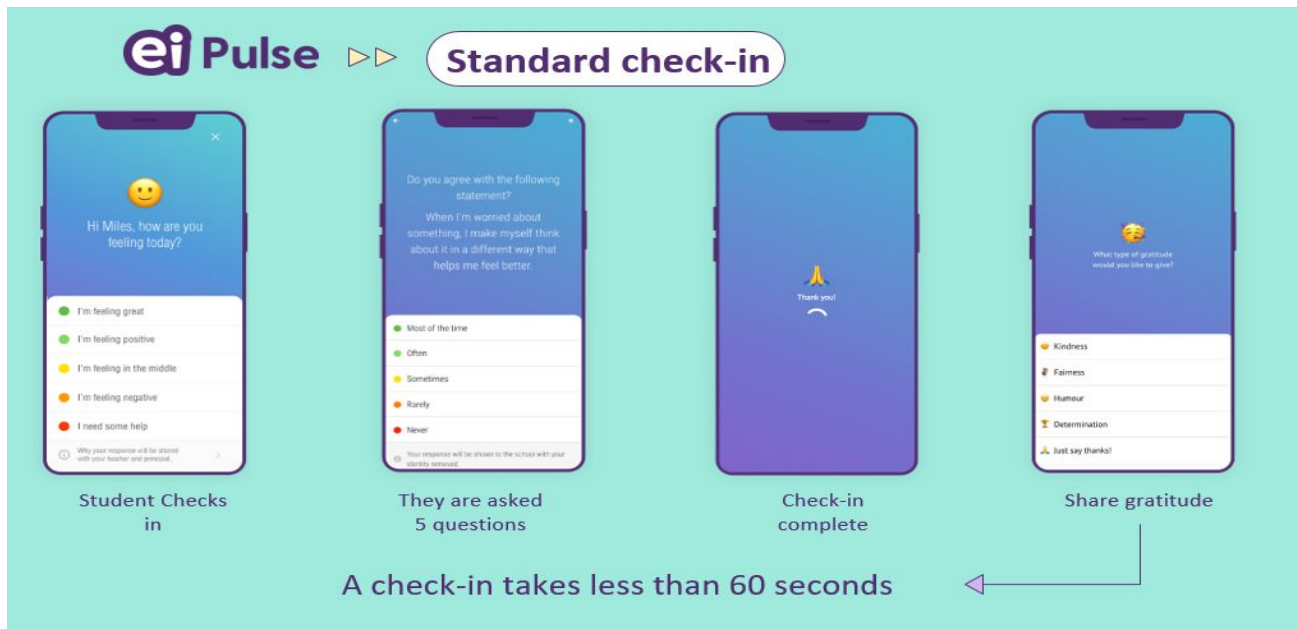 ei Pulse
Standard check-in
Hi Miles, how are you
feeling today?
I'm feeling great
I'm feeling positive
I'm feeling in the middle
I'm feeling negative
I need some help
Why your response will be shared
with your teacher and principal.
Student Checks
in
Do you agree with the following
statement?
When I'm worried about
something, I make myself think
about it in a different way that
helps me feel better.
Most of the time
Often
Sometimes
Rarely
Never
Your response will be shown to the school with your
identity removed.
They are asked
5 questions
Thank you!
Check-in
complete
What type of gratitude
would you like to give?
Kindness
Fairness
Humour
Determination
Just say thanks!
Share gratitude
A check-in takes less than 60 seconds